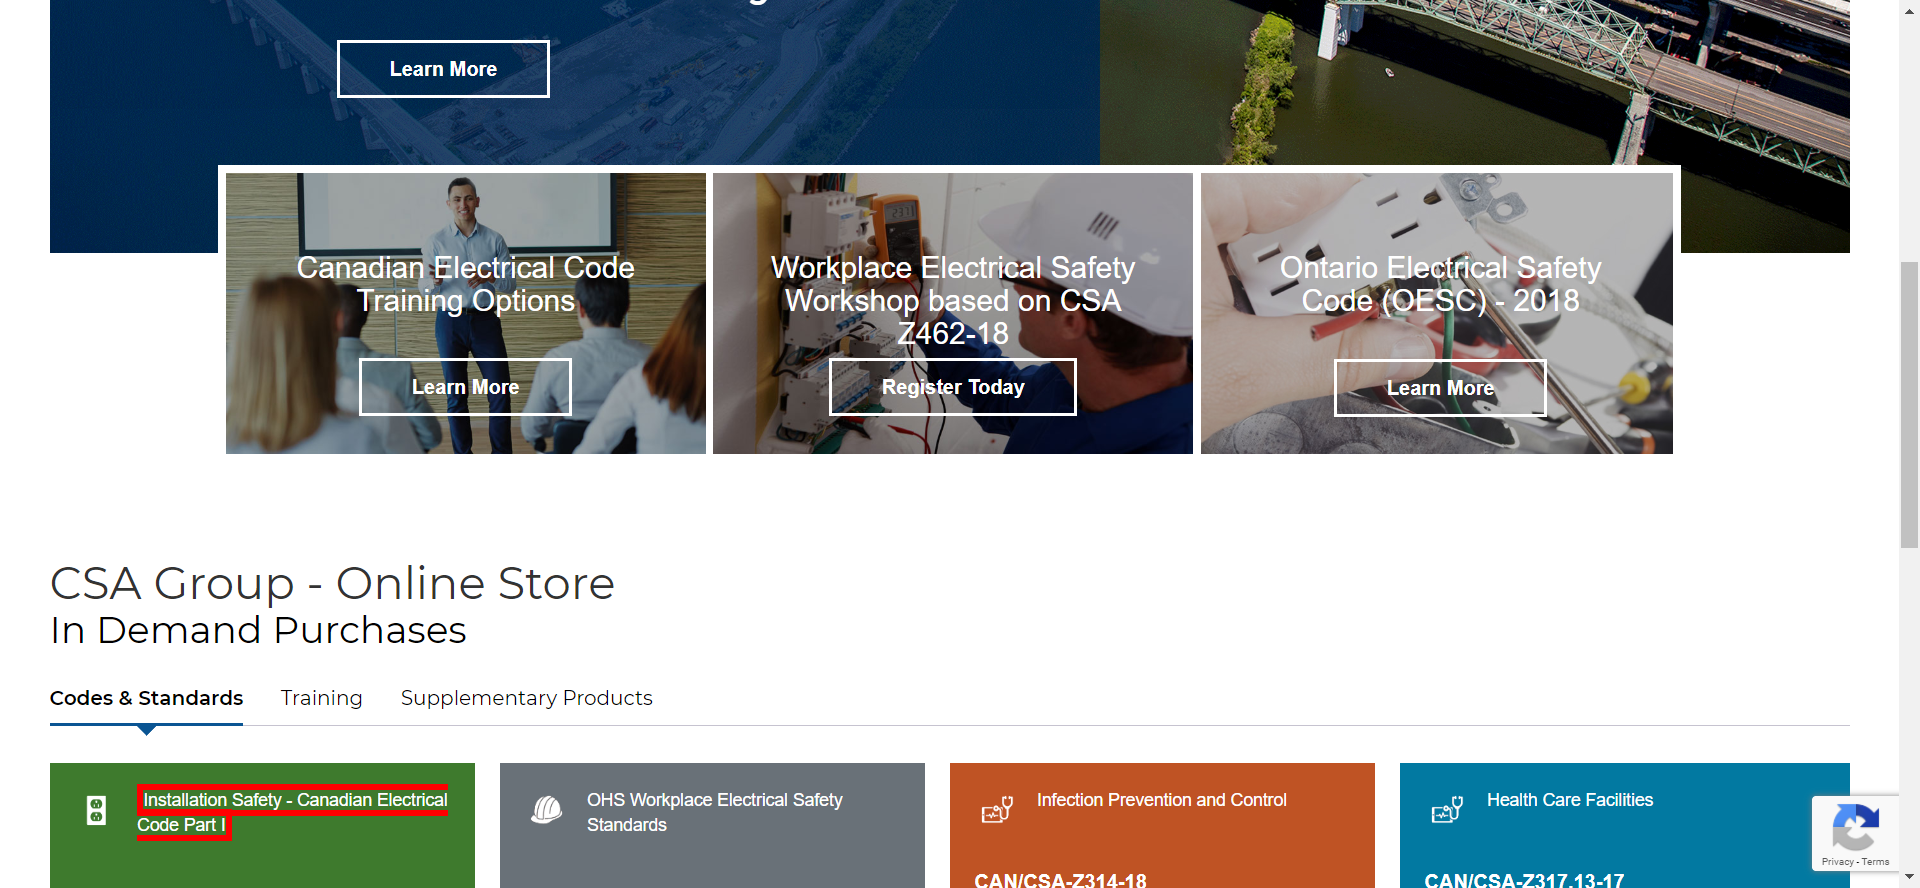 Learn More
Canadian Electrical Code
Training Options
Learn More
Workplace Electrical Safety
Workshop based on CSA
Z462-18
Register Today
Ontario Electrical Safety
Code (OESC) - 2018
Learn More
CSA Group - Online Store
In Demand Purchases
Codes & Standards
Training
Supplementary Products
Installation Safety - Canadian Electrical
Code Part I
OHS Workplace Electrical Safety
Standards
Infection Prevention and Control
CAN/CSA-Z314-18
Health Care Facilities
CAN/CSA-Z317.13-17
Privacy - Terms